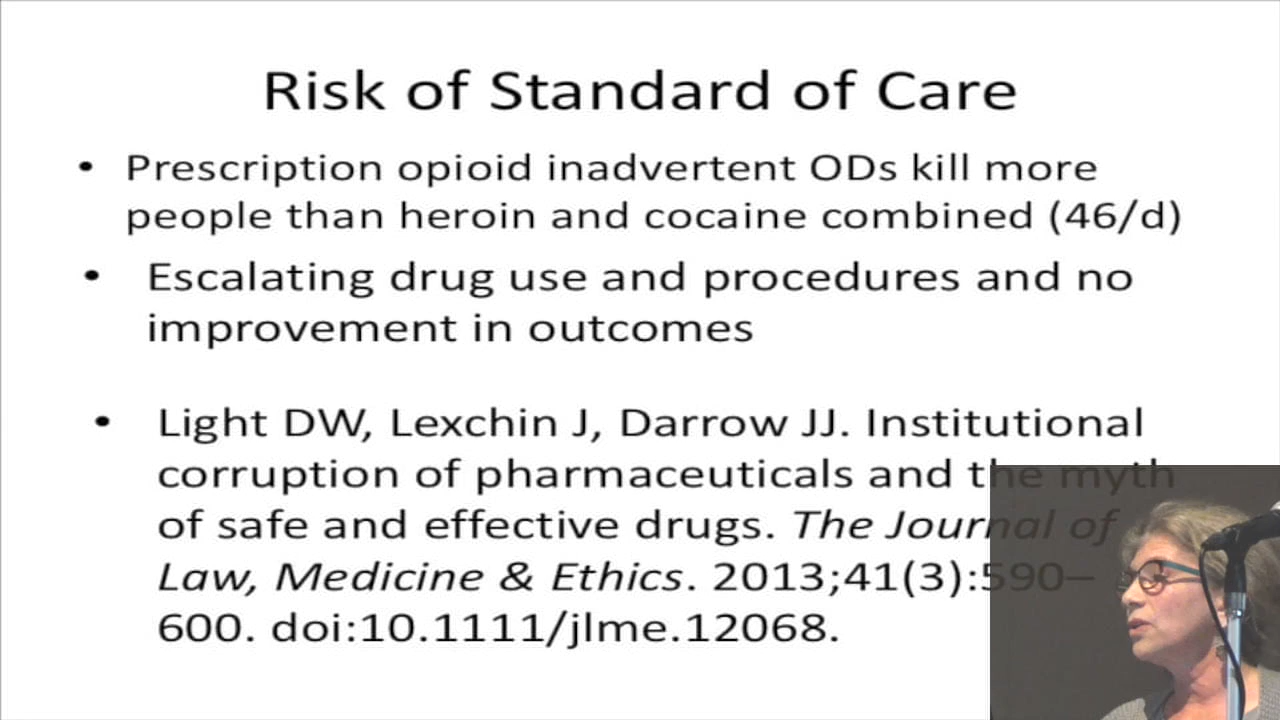 Risk of Standard of Care
• Prescription opioid inadvertent ODs kill more
people than heroin and cocaine combined (46/d)
• Escalating drug use and procedures and no
improvement in outcomes
• Light DW, Lexchin J, Darrow JJ. Institutional
corruption of pharmaceuticals and the myth
of safe and effective drugs. The Journal of
Law, Medicine & Ethics. 2013;41(3):590–
600. doi:10.1111/jlme.12068.